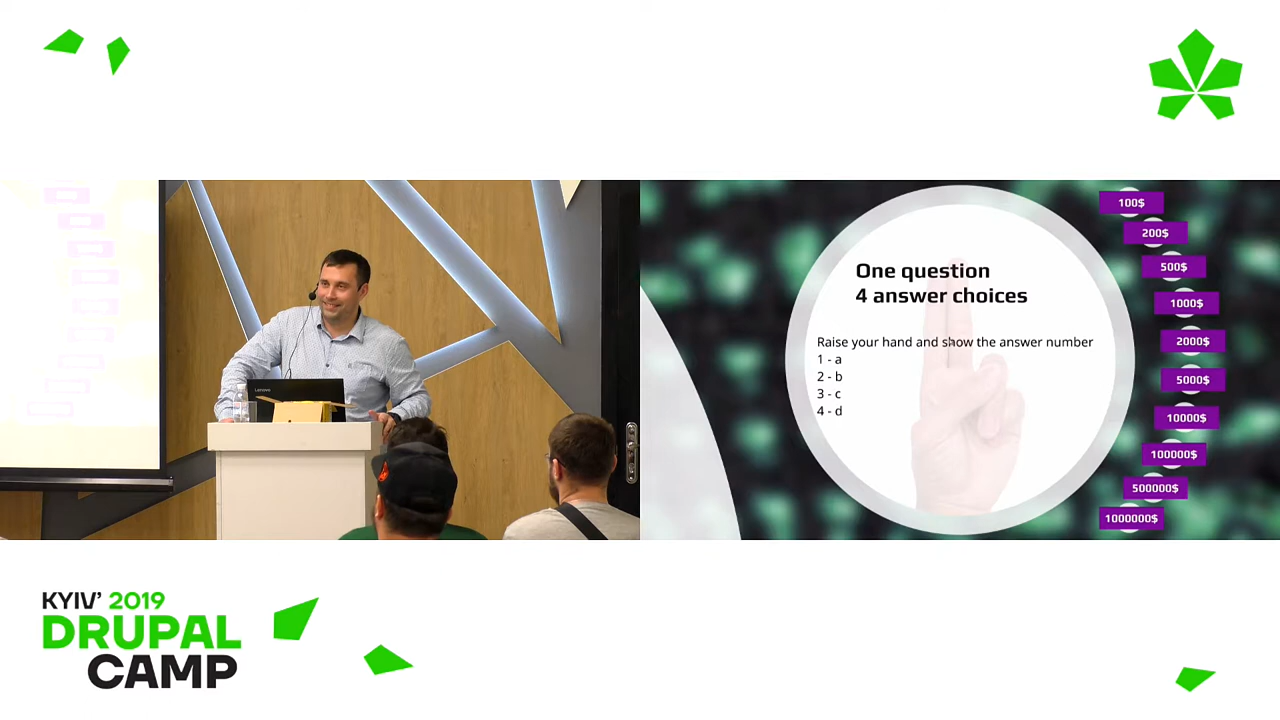 One question
4 answer choices
Raise your hand and show the answer number
1 - a
2 - b
3 - c
4 - d
100$
200$
500$
1000$
2000$
5000$
10000$
100000$
500000$
1000000$
Lenovo
KYIV' 2019
DRUPAL
CAMP